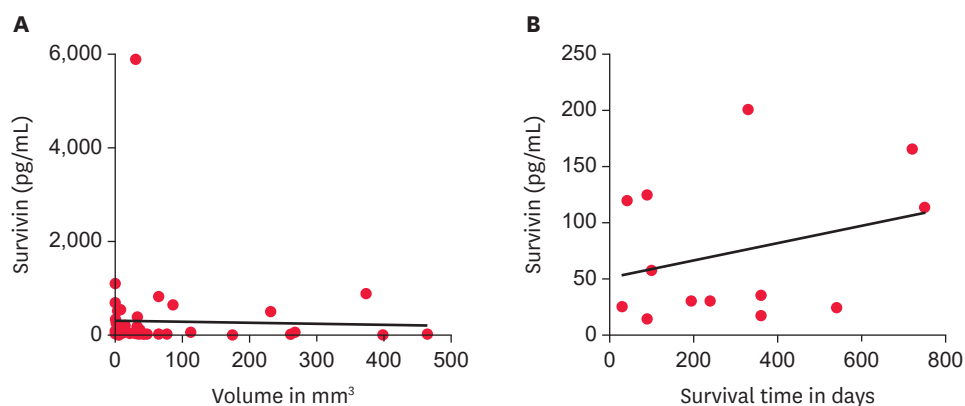 A
6,000
4,000
2,000
0
Survivin (pg/mL)
0 100 200 300 400 500
Volume in mm³
B
250
200
150
100
50
0
Survivin (pg/mL)
0 200 400 600 800
Survival time in days